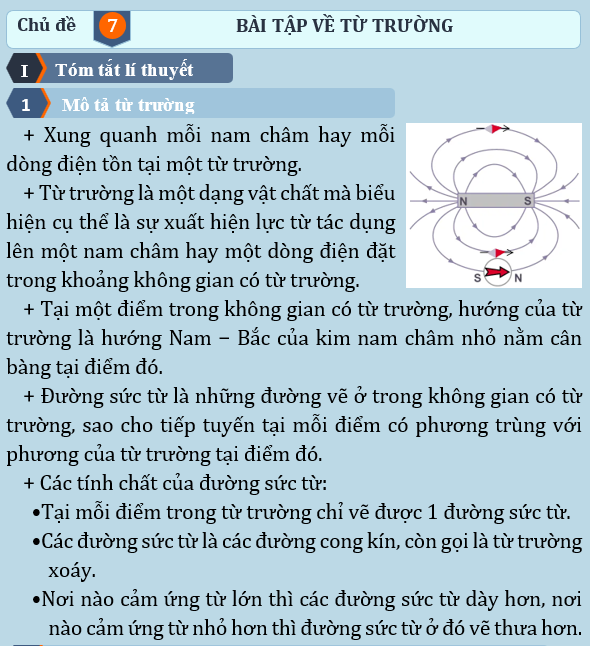 Chủ đề 7 BÀI TẬP VỀ TỪ TRƯỜNG
I Tóm tắt lí thuyết
1 Mô tả từ trường
+ Xung quanh mỗi nam châm hay mỗi
dòng điện tồn tại một từ trường.
+ Từ trường là một dạng vật chất mà biểu
hiện cụ thể là sự xuất hiện lực từ tác dụng
lên một nam châm hay một dòng điện đặt
trong khoảng không gian có từ trường.
N S
S N
+ Tại một điểm trong không gian có từ trường, hướng của từ
trường là hướng Nam – Bắc của kim nam châm nhỏ nằm cân
bàng tại điểm đó.
+ Đường sức từ là những đường vẽ ở trong không gian có từ
trường, sao cho tiếp tuyến tại mỗi điểm có phương trùng với
phương của từ trường tại điểm đó.
+ Các tính chất của đường sức từ:
•Tại mỗi điểm trong từ trường chỉ vẽ được 1 đường sức từ.
•Các đường sức từ là các đường cong kín, còn gọi là từ trường
xoáy.
•Nơi nào cảm ứng từ lớn thì các đường sức từ dày hơn, nơi
nào cảm ứng từ nhỏ hơn thì đường sức từ ở đó vẽ thưa hơn.